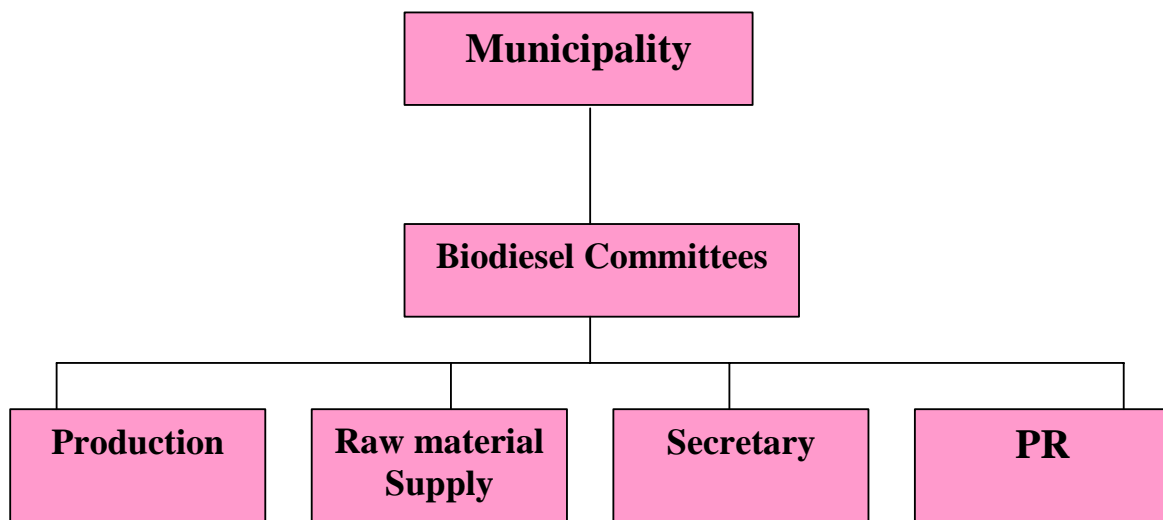 Municipality
Biodiesel Committees
Production
Raw material
Supply
Secretary
PR